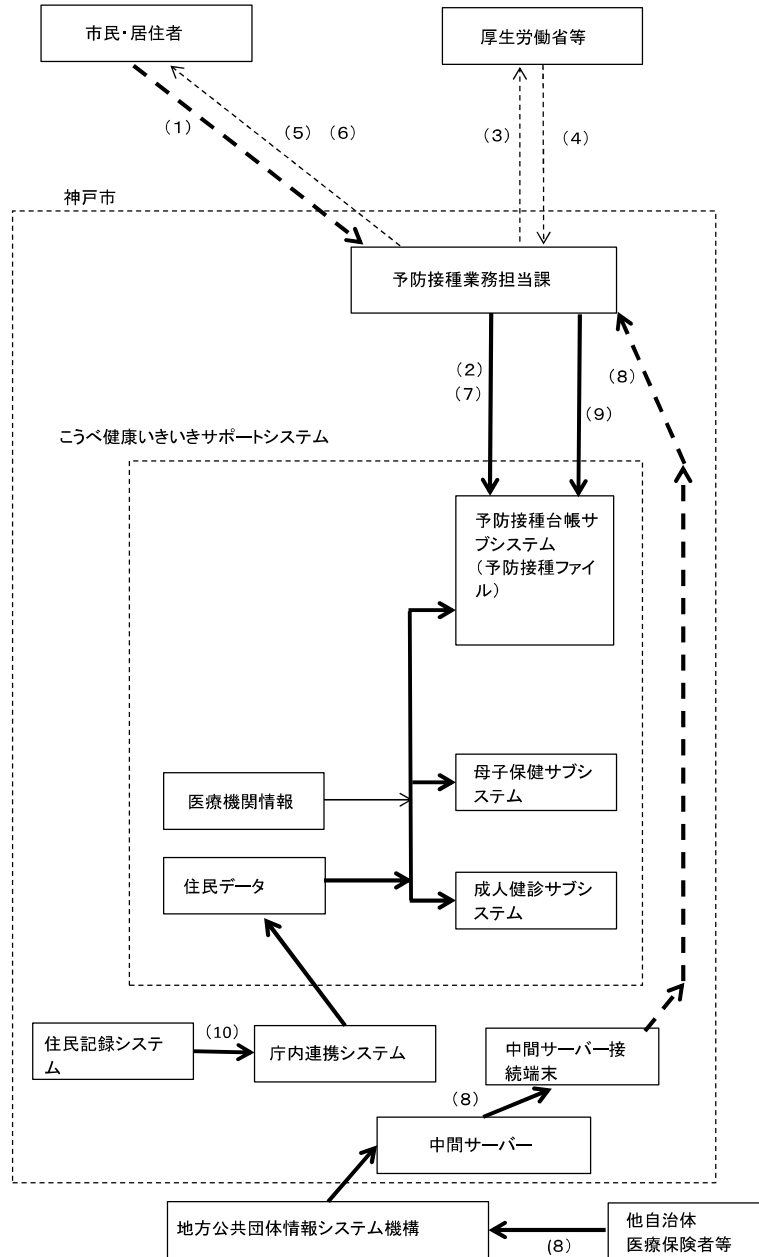 市民・居住者
厚生労働省等
(1)
(5) (6)
(3)
(4)
神戸市
予防接種業務担当課
(2)
(7)
(8)
(9)
こうべ健康いきいきサポートシステム
予防接種台帳サ
ブシステム
(予防接種ファイ
ル)
医療機関情報
母子保健サブシ
ステム
住民データ
成人健診サブシ
ステム
住民記録システ
ム
(10)
庁内連携システム
中間サーバー接
続端末
(8)
中間サーバー
地方公共団体情報システム機構
(8)
他自治体
医療保険者等